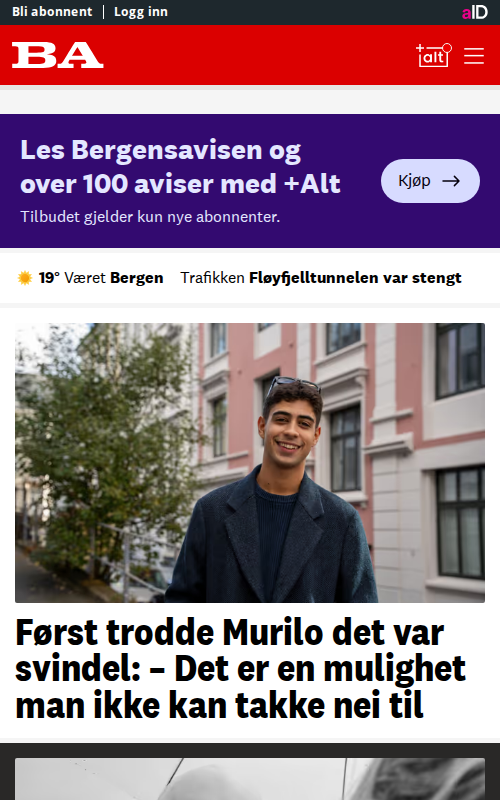 Bli abonnent | Logg inn
aID
BA
+alt
Les Bergensavisen og
over 100 aviser med +Alt
Tilbudet gjelder kun nye abonnenter.
Kjøp →
19° Været Bergen Trafikken Fløyfjelltunnelen var stengt
Først trodde Murilo det var
svindel: – Det er en mulighet
man ikke kan takke nei til